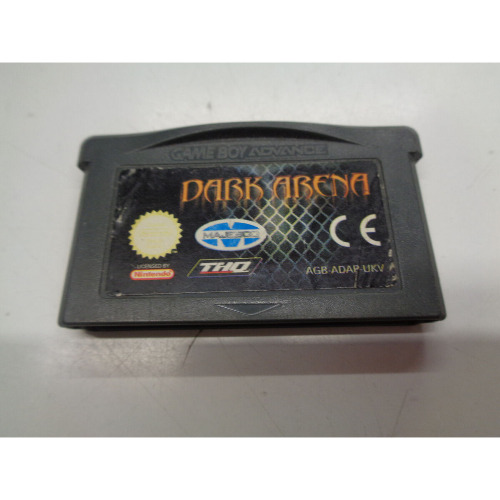 GAME BOY ADVANCE
DARK ARENA
MAJESCO
CE
LICENSED BY
Nintendo
THQ
AGB-ADAP-UKV